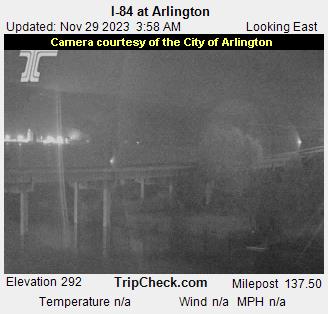 I-84 at Arlington
Updated: Nov 29 2023 3:58 AM Looking East
Camera courtesy of the City of Arlington
Elevation 292 TripCheck.com Milepost 137.50
Temperature n/a Wind n/a MPH n/a